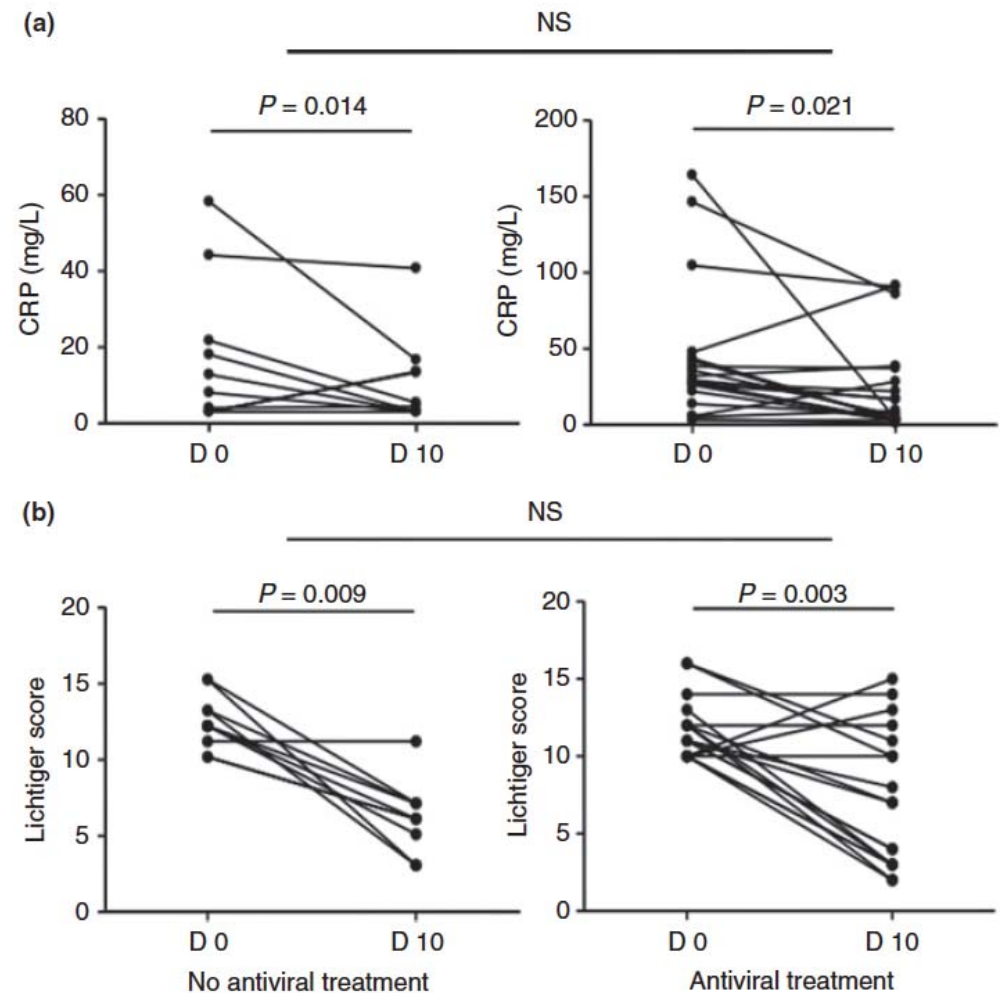 (a)
NS
P = 0.014
P = 0.021
CRP (mg/L)
80
60
40
20
0
D 0
D 10
CRP (mg/L)
200
150
100
50
0
D 0
D 10
(b)
NS
P = 0.009
P = 0.003
Lichtiger score
20
15
10
5
0
D 0
D 10
No antiviral treatment
Lichtiger score
20
15
10
5
0
D 0
D 10
Antiviral treatment